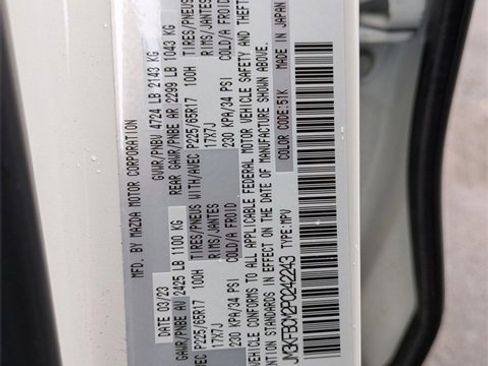 MFD. BY MAZDA MOTOR CORPORATION
03/23 GVWR/PNBV 4724 LB 2143 KG
GAWR/PNBE AV 2425 LB 1100 KG REAR GAWR/PNBE AR 2299 LB 1043 KG
TIRES/PNEUS WITH/AVEC TIRES/PNEUS
P225/65R17 100H P225/65R17 100H
RIMS/JANTES RIMS/JANTES
17X7J 17X7J
COLD/A FROID COLD/A FROID
230 KPA/34 PSI 230 KPA/34 PSI
VEHICLE CONFORMS TO ALL APPLICABLE FEDERAL MOTOR VEHICLE SAFETY AND THEFT
ENTION STANDARDS IN EFFECT ON THE DATE OF MANUFACTURE SHOWN ABOVE.
JM3KFBCM2P0242243 TYPE: MPV COLOR CODE:51K MADE IN JAPAN